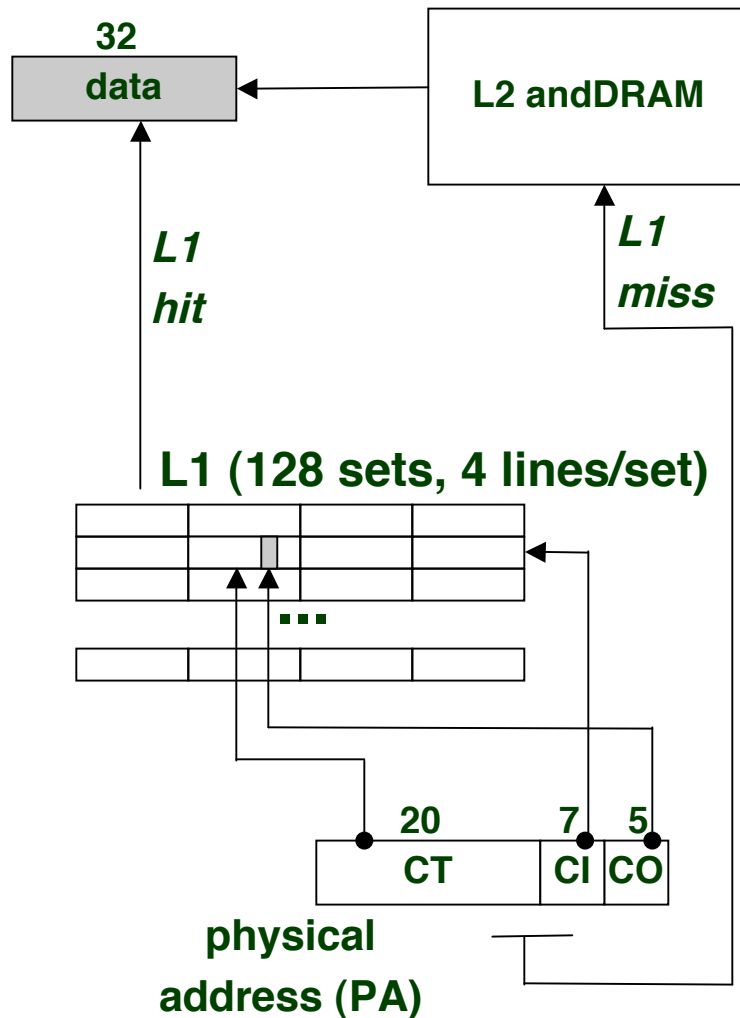 32
data
L2 andDRAM
L1
hit
L1
miss
L1 (128 sets, 4 lines/set)
...
20
7
5
CT
CI
CO
physical
address (PA)